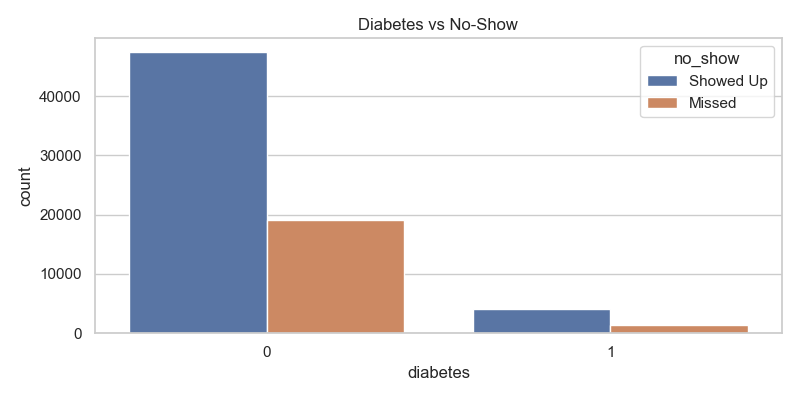 Diabetes vs No-Show
no_show
Showed Up
Missed
count
40000
30000
20000
10000
0
0 1
diabetes